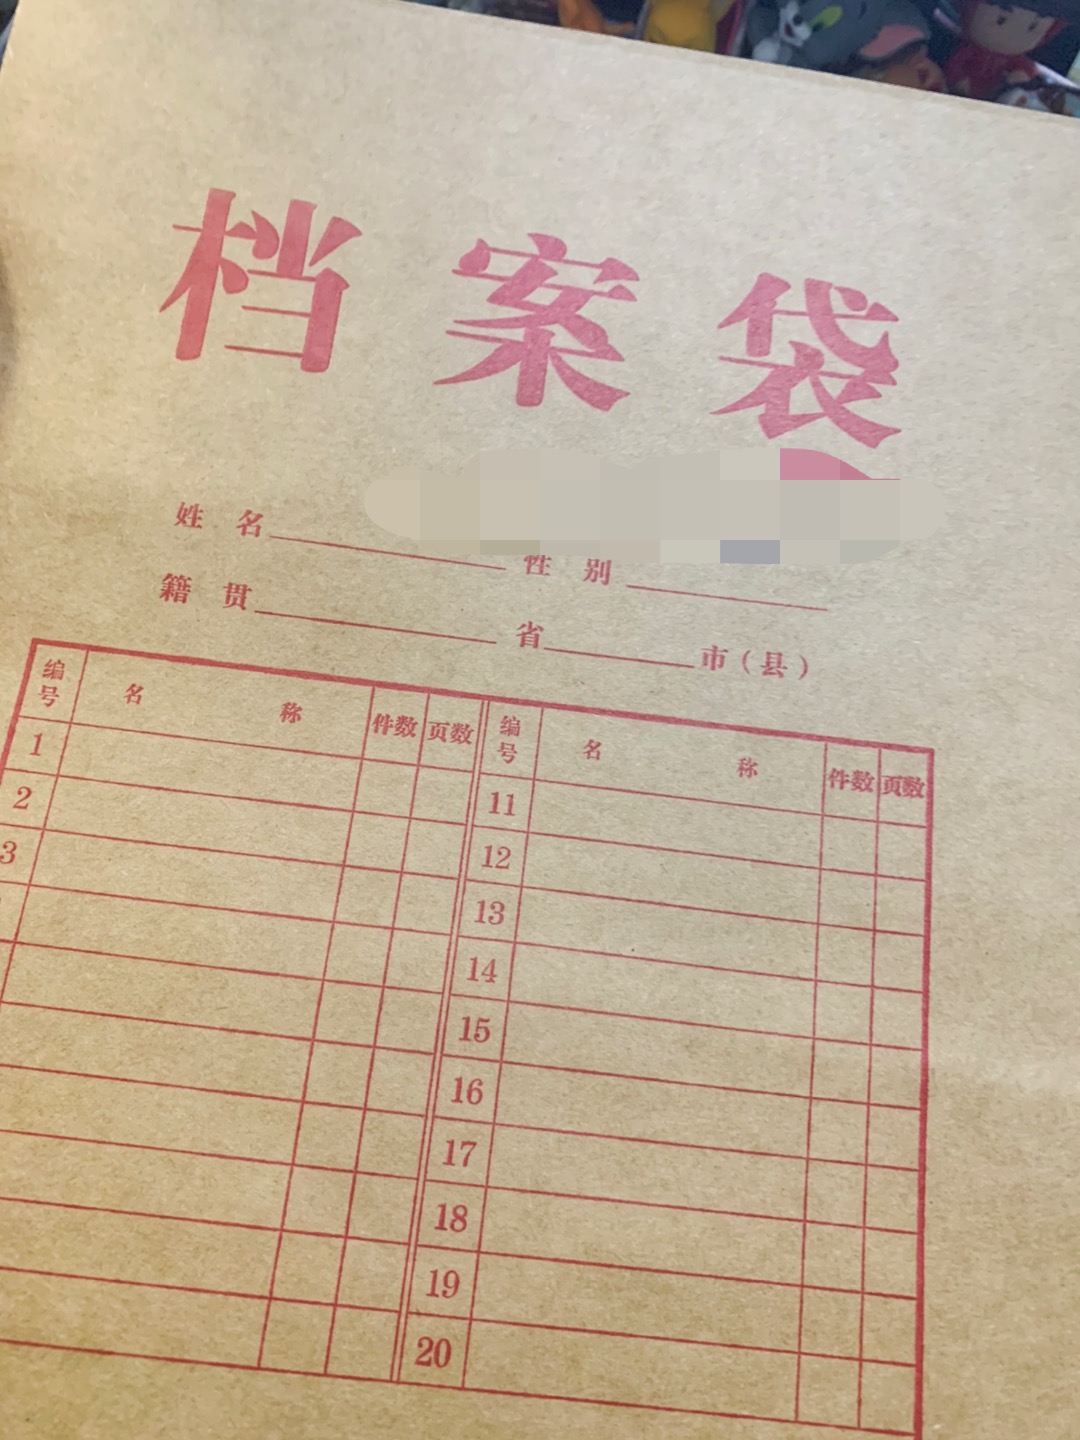 档案袋
姓名 性别
籍贯 省 市（县）
编号 名称 件数 页数 编号 名称 件数 页数
1 11
2 12
3 13
14
15
16
17
18
19
20